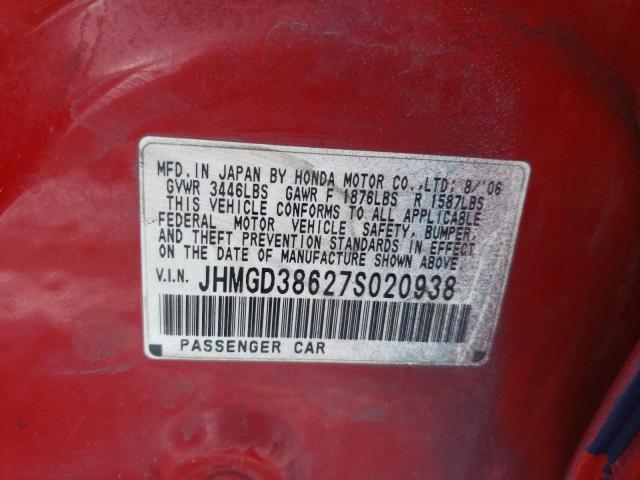 MFD. IN JAPAN BY HONDA MOTOR CO.,LTD: 8/'06
GVWR 3446LBS GAWR F 1876LBS R 1587LBS
THIS VEHICLE CONFORMS TO ALL APPLICABLE
FEDERAL MOTOR VEHICLE SAFETY, BUMPER,
AND THEFT PREVENTION STANDARDS IN EFFECT
ON THE DATE OF MANUFACTURE SHOWN ABOVE.
V.I.N. JHMGD38627S020938
PASSENGER CAR